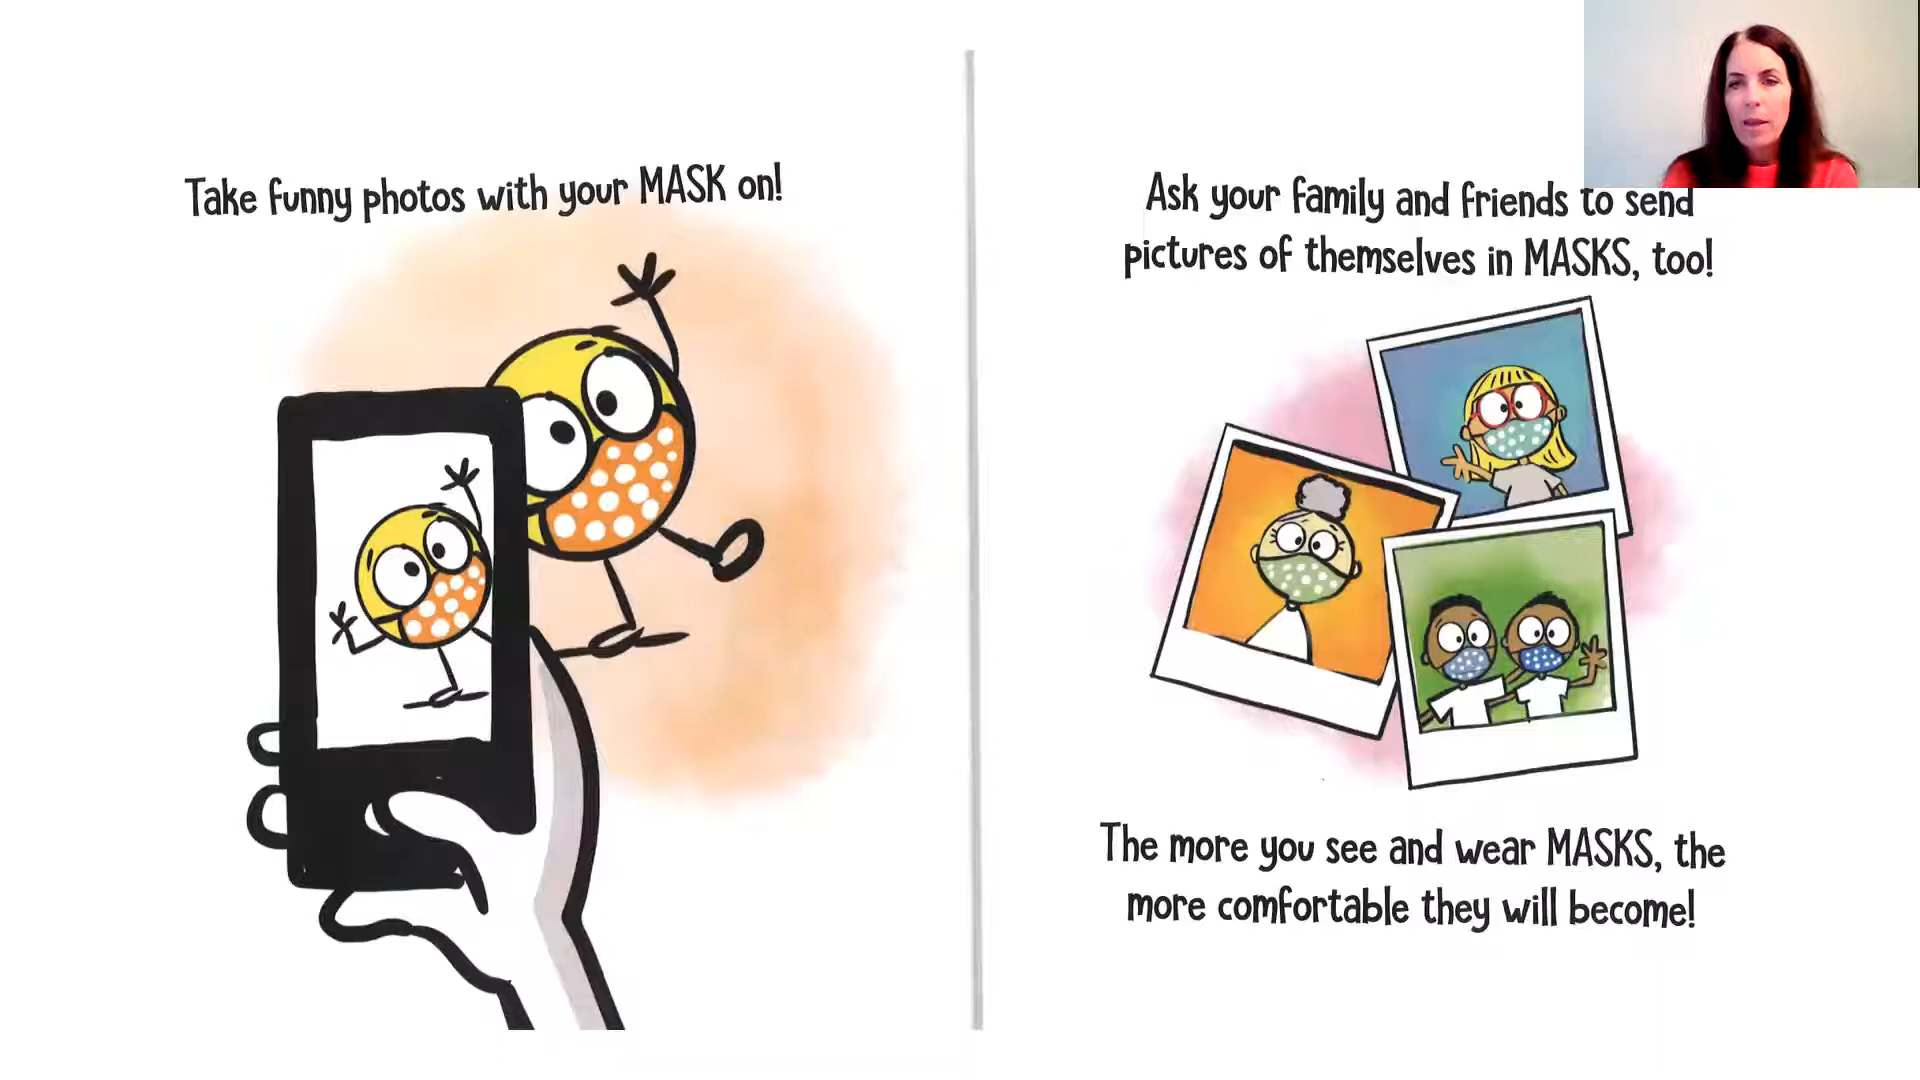 Take funny photos with your MASK on!
Ask your family and friends to send
pictures of themselves in MASKS, too!
The more you see and wear MASKS, the
more comfortable they will become!